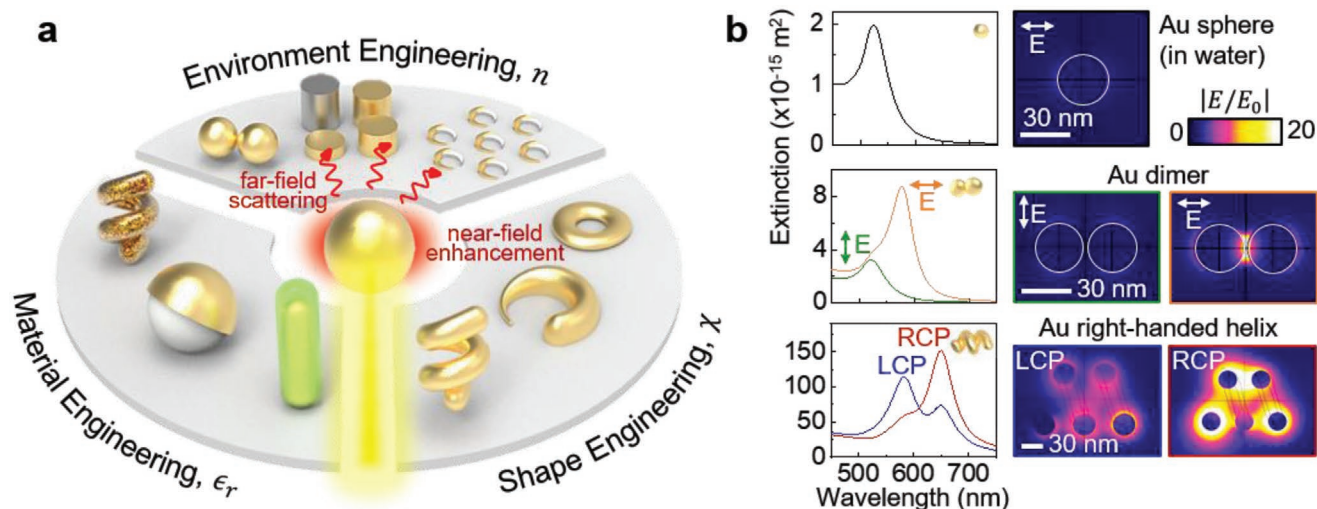 a
Environment Engineering, n
far-field
scattering
near-field
enhancement
Material Engineering, ϵr
Shape Engineering, χ
b
Extinction (x10⁻¹⁵ m²)
2
1
0
E
30 nm
Au sphere
(in water)
|E/E₀|
0
20
8
4
0
E
E
Au dimer
E
30 nm
E
150
100
50
0
RCP
LCP
500
600
700
Wavelength (nm)
Au right-handed helix
LCP
30 nm
RCP